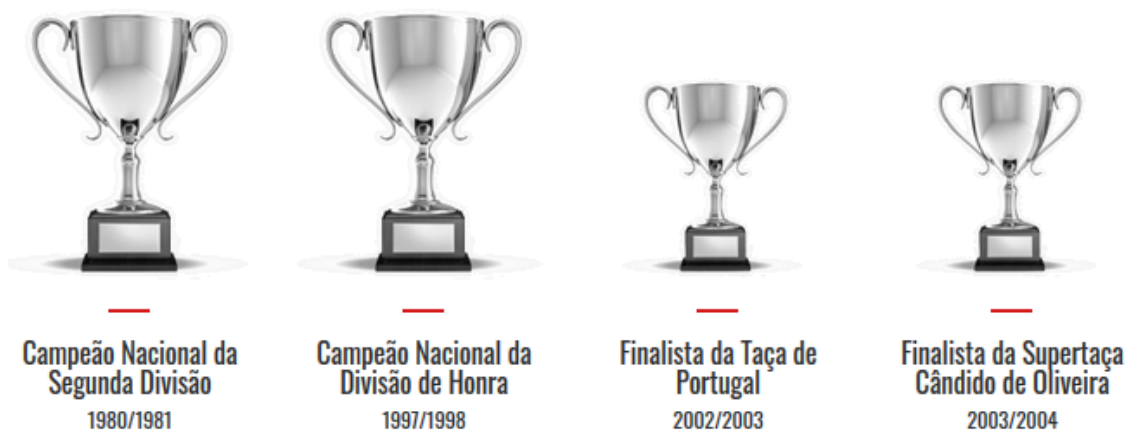 Campeão Nacional da
Segunda Divisão
1980/1981
Campeão Nacional da
Divisão de Honra
1997/1998
Finalista da Taça de
Portugal
2002/2003
Finalista da Supertaça
Cândido de Oliveira
2003/2004